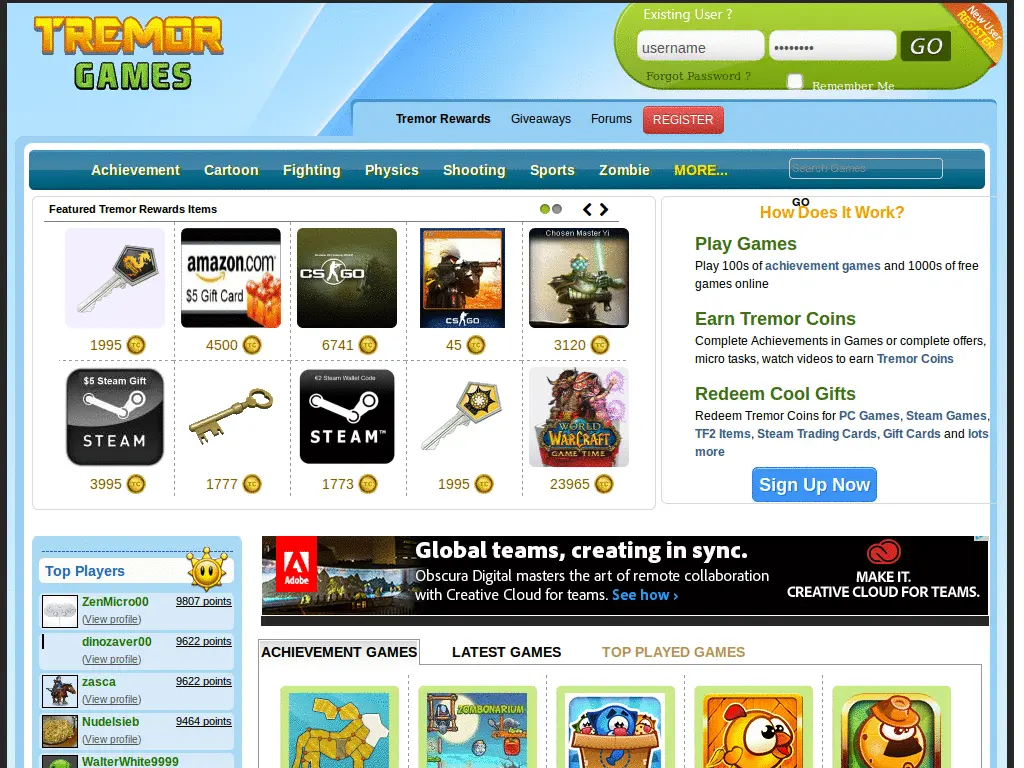 TREMOR
GAMES
Existing User ?
username
GO
Forgot Password ?
Remember Me
New User
REGISTER
Tremor Rewards
Giveaways
Forums
REGISTER
Achievement
Cartoon
Fighting
Physics
Shooting
Sports
Zombie
MORE...
Search Games
GO
Featured Tremor Rewards Items
amazon.com
$5 Gift Card
CS GO
CS GO
Chosen Master Yi
1995
4500
6741
45
3120
$5 Steam Gift
STEAM
€2 Steam Wallet Code
STEAM™
WORLD
WARCRAFT
GAME TIME
3995
1777
1773
1995
23965
How Does It Work?
Play Games
Play 100s of achievement games and 1000s of free
games online
Earn Tremor Coins
Complete Achievements in Games or complete offers,
micro tasks, watch videos to earn Tremor Coins
Redeem Cool Gifts
Redeem Tremor Coins for PC Games, Steam Games,
TF2 Items, Steam Trading Cards, Gift Cards and lots
more
Sign Up Now
Top Players
ZenMicro00 9807 points
(View profile)
dinozaver00 9622 points
(View profile)
zasca 9622 points
(View profile)
Nudelsieb 9464 points
(View profile)
WalterWhite9999
Adobe
Global teams, creating in sync.
Obscura Digital masters the art of remote collaboration
with Creative Cloud for teams. See how ›
MAKE IT.
CREATIVE CLOUD FOR TEAMS.
ACHIEVEMENT GAMES
LATEST GAMES
TOP PLAYED GAMES
ZOMBONARIUM